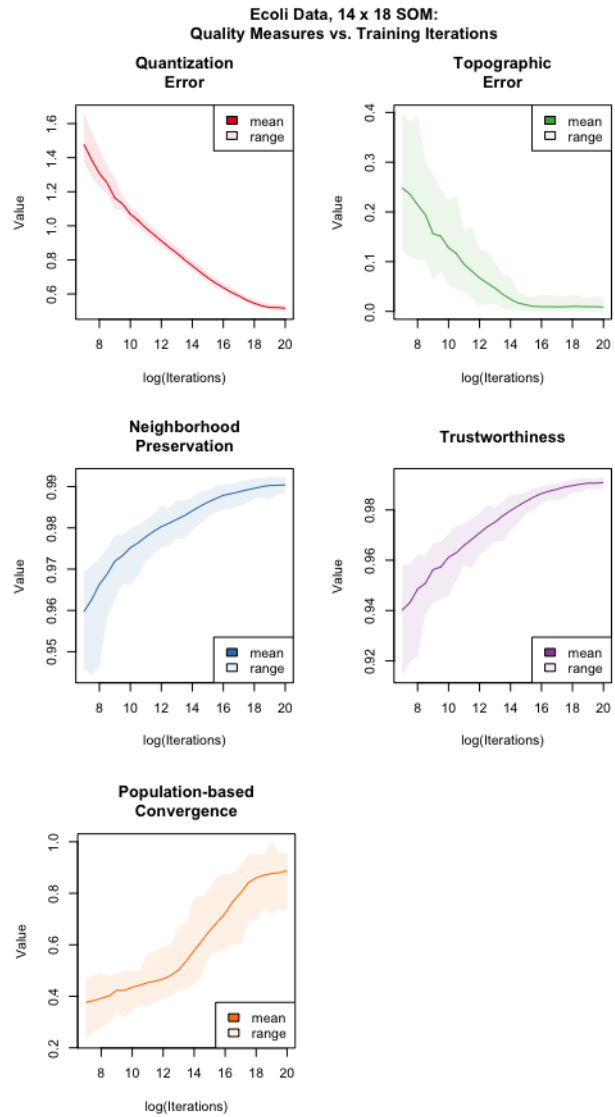 Ecoli Data, 14 x 18 SOM:
Quality Measures vs. Training Iterations
Quantization
Error
Value
0.6 0.8 1.0 1.2 1.4 1.6
mean
range
8 10 12 14 16 18 20
log(Iterations)
Topographic
Error
Value
0.0 0.1 0.2 0.3 0.4
mean
range
8 10 12 14 16 18 20
log(Iterations)
Neighborhood
Preservation
Value
0.95 0.96 0.97 0.98 0.99
mean
range
8 10 12 14 16 18 20
log(Iterations)
Trustworthiness
Value
0.92 0.94 0.96 0.98
mean
range
8 10 12 14 16 18 20
log(Iterations)
Population-based
Convergence
Value
0.2 0.4 0.6 0.8 1.0
mean
range
8 10 12 14 16 18 20
log(Iterations)